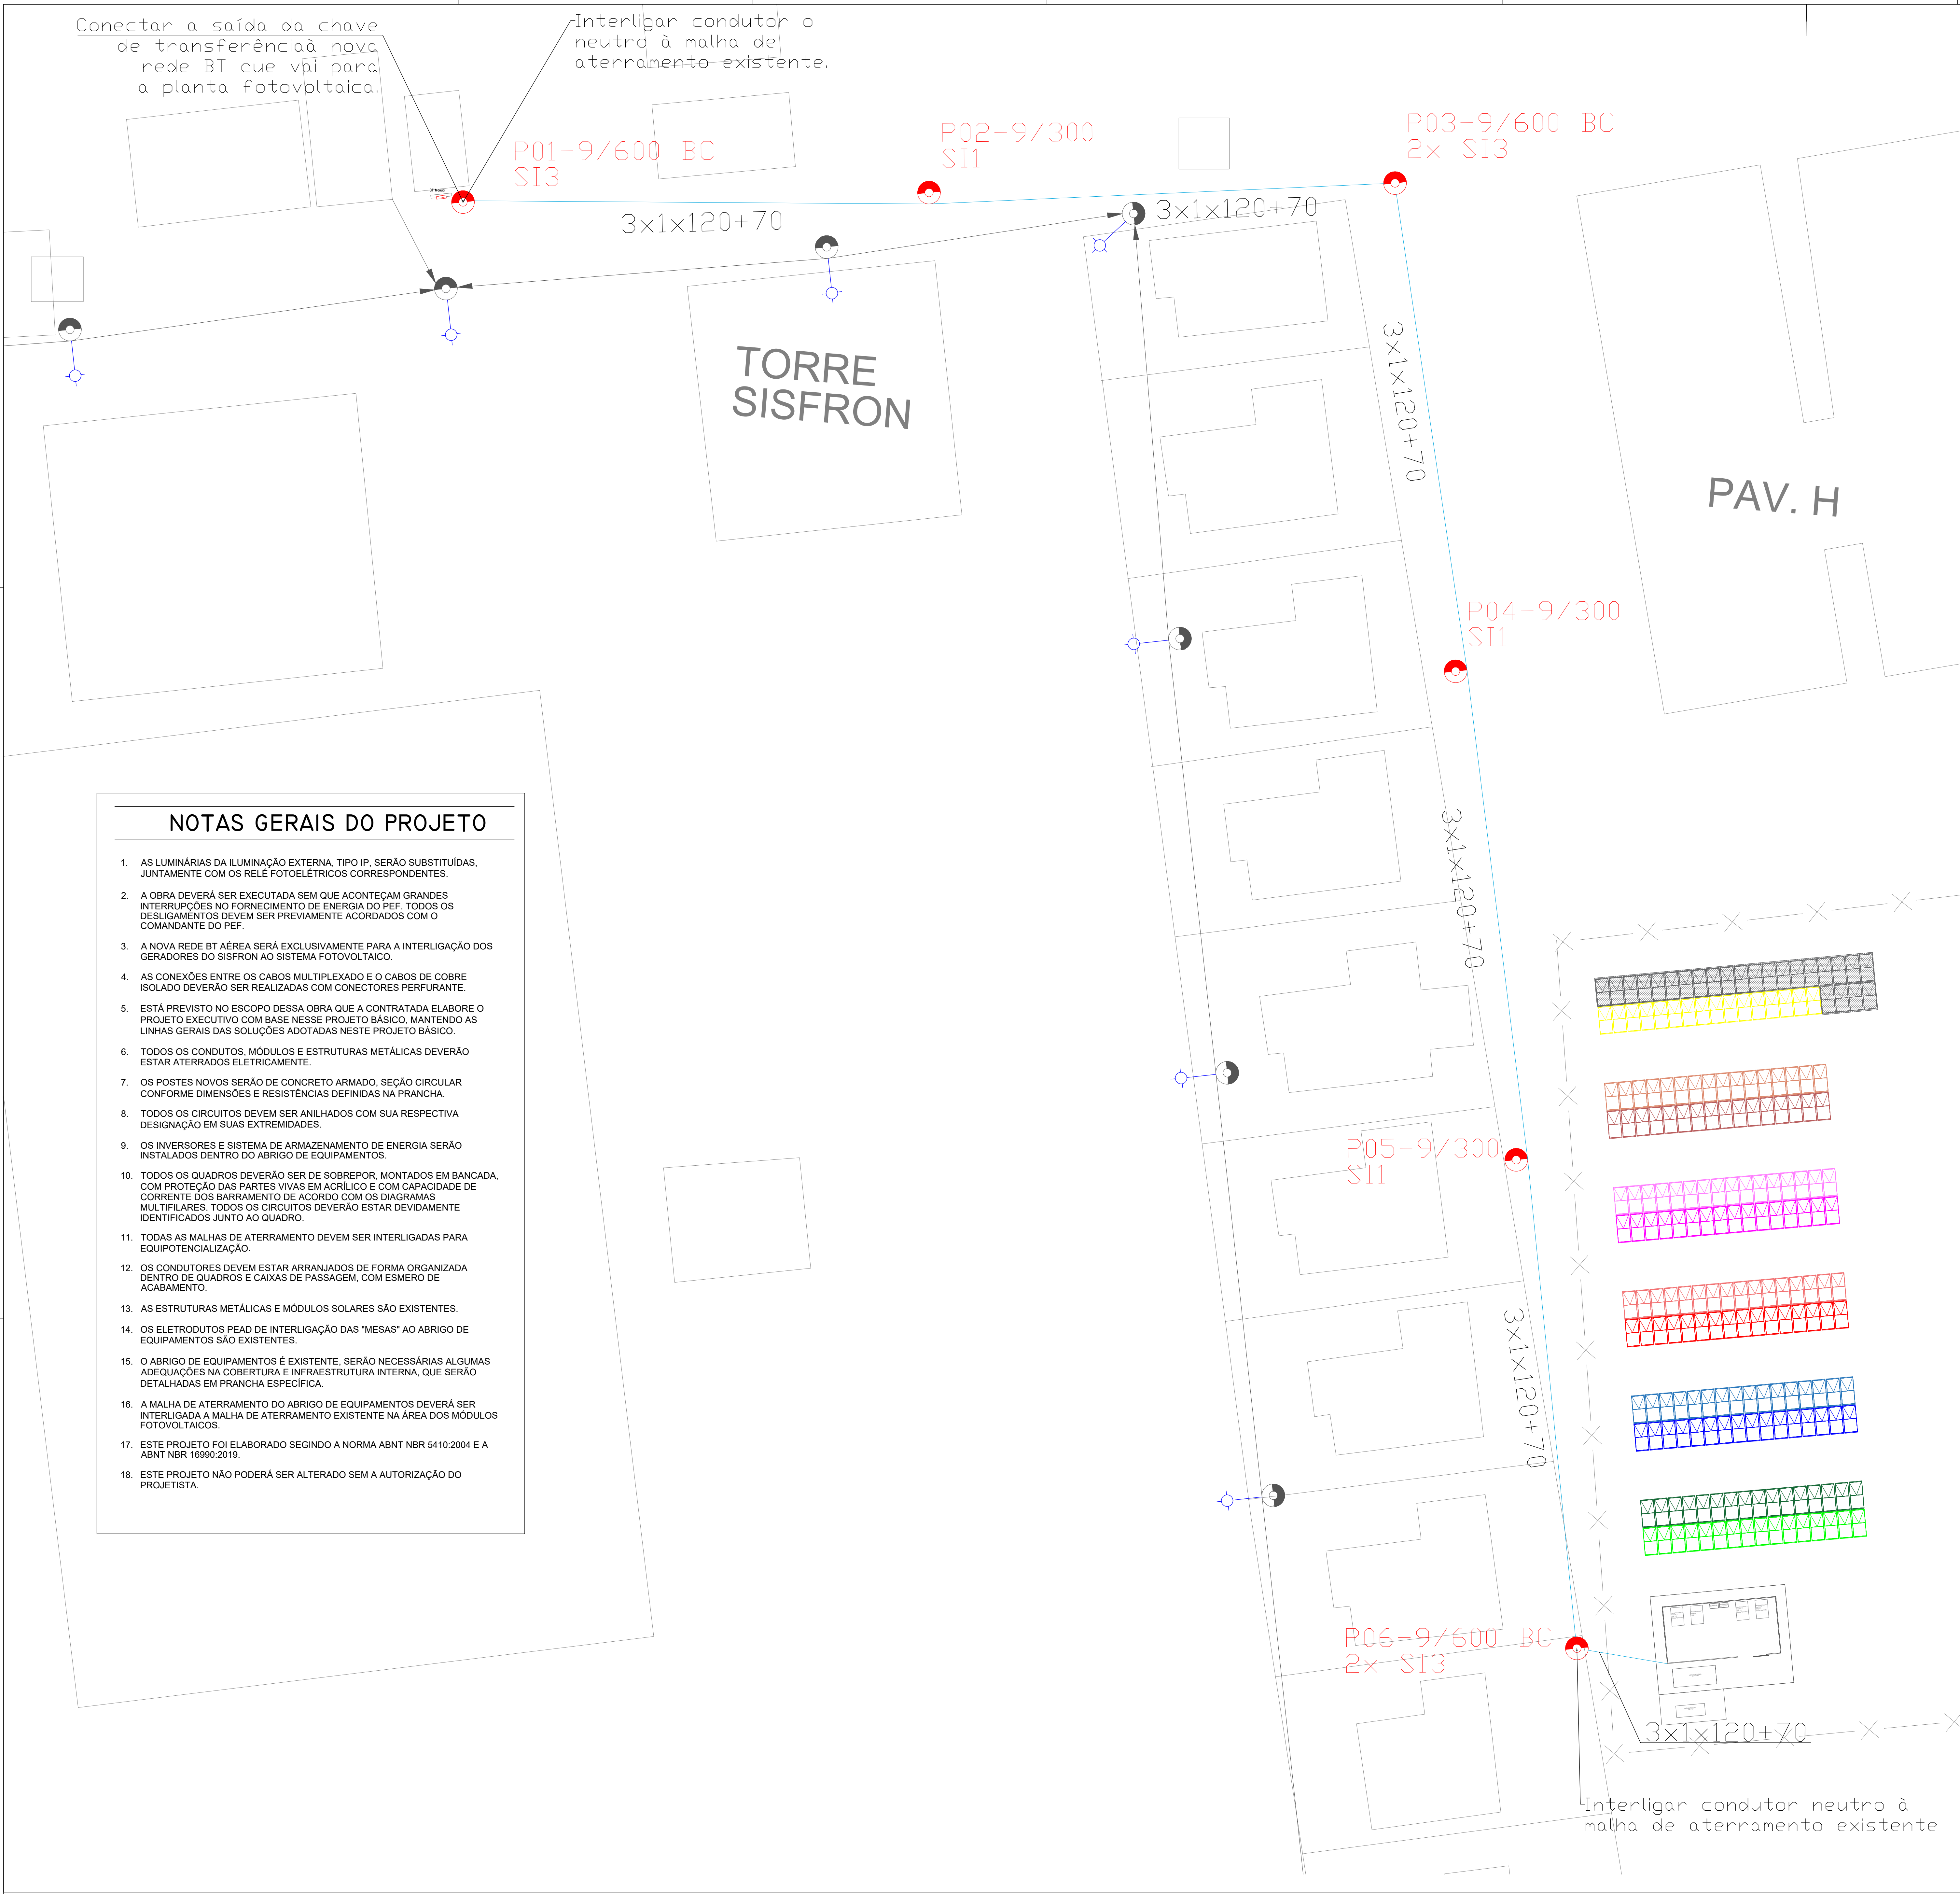 Conectar a saída da chave
de transferênciaà nova
rede BT que vai para
a planta fotovoltaica.
Interligar condutor o
neutro à malha de
aterramento existente.
P01-9/600 BC
SI3
P02-9/300
SI1
P03-9/600 BC
2x SI3
3x1x120+70
3x1x120+70
TORRE
SISFRON
3x1x120+70
PAV. H
P04-9/300
SI1
3x1x120+70
P05-9/300
SI1
3x1x120+70
P06-9/600 BC
2x SI3
3x1x120+70
Interligar condutor neutro à
malha de aterramento existente
NOTAS GERAIS DO PROJETO
1. AS LUMINÁRIAS DA ILUMINAÇÃO EXTERNA, TIPO IP, SERÃO SUBSTITUÍDAS,
JUNTAMENTE COM OS RELÉ FOTOELÉTRICOS CORRESPONDENTES.
2. A OBRA DEVERÁ SER EXECUTADA SEM QUE ACONTEÇAM GRANDES
INTERRUPÇÕES NO FORNECIMENTO DE ENERGIA DO PEF. TODOS OS
DESLIGAMENTOS DEVEM SER PREVIAMENTE ACORDADOS COM O
COMANDANTE DO PEF.
3. A NOVA REDE BT AÉREA SERÁ EXCLUSIVAMENTE PARA A INTERLIGAÇÃO DOS
GERADORES DO SISFRON AO SISTEMA FOTOVOLTAICO.
4. AS CONEXÕES ENTRE OS CABOS MULTIPLEXADO E O CABOS DE COBRE
ISOLADO DEVERÃO SER REALIZADAS COM CONECTORES PERFURANTE.
5. ESTÁ PREVISTO NO ESCOPO DESSA OBRA QUE A CONTRATADA ELABORE O
PROJETO EXECUTIVO COM BASE NESSE PROJETO BÁSICO, MANTENDO AS
LINHAS GERAIS DAS SOLUÇÕES ADOTADAS NESTE PROJETO BÁSICO.
6. TODOS OS CONDUTOS, MÓDULOS E ESTRUTURAS METÁLICAS DEVERÃO
ESTAR ATERRADOS ELETRICAMENTE.
7. OS POSTES NOVOS SERÃO DE CONCRETO ARMADO, SEÇÃO CIRCULAR
CONFORME DIMENSÕES E RESISTÊNCIAS DEFINIDAS NA PRANCHA.
8. TODOS OS CIRCUITOS DEVEM SER ANILHADOS COM SUA RESPECTIVA
DESIGNAÇÃO EM SUAS EXTREMIDADES.
9. OS INVERSORES E SISTEMA DE ARMAZENAMENTO DE ENERGIA SERÃO
INSTALADOS DENTRO DO ABRIGO DE EQUIPAMENTOS.
10. TODOS OS QUADROS DEVERÃO SER DE SOBREPOR, MONTADOS EM BANCADA,
COM PROTEÇÃO DAS PARTES VIVAS EM ACRÍLICO E COM CAPACIDADE DE
CORRENTE DOS BARRAMENTO DE ACORDO COM OS DIAGRAMAS
MULTIFILARES. TODOS OS CIRCUITOS DEVERÃO ESTAR DEVIDAMENTE
IDENTIFICADOS JUNTO AO QUADRO.
11. TODAS AS MALHAS DE ATERRAMENTO DEVEM SER INTERLIGADAS PARA
EQUIPOTENCIALIZAÇÃO.
12. OS CONDUTORES DEVEM ESTAR ARRANJADOS DE FORMA ORGANIZADA
DENTRO DE QUADROS E CAIXAS DE PASSAGEM, COM ESMERO DE
ACABAMENTO.
13. AS ESTRUTURAS METÁLICAS E MÓDULOS SOLARES SÃO EXISTENTES.
14. OS ELETRODUTOS PEAD DE INTERLIGAÇÃO DAS "MESAS" AO ABRIGO DE
EQUIPAMENTOS SÃO EXISTENTES.
15. O ABRIGO DE EQUIPAMENTOS É EXISTENTE, SERÃO NECESSÁRIAS ALGUMAS
ADEQUAÇÕES NA COBERTURA E INFRAESTRUTURA INTERNA, QUE SERÃO
DETALHADAS EM PRANCHA ESPECÍFICA.
16. A MALHA DE ATERRAMENTO DO ABRIGO DE EQUIPAMENTOS DEVERÁ SER
INTERLIGADA A MALHA DE ATERRAMENTO EXISTENTE NA ÁREA DOS MÓDULOS
FOTOVOLTAICOS.
17. ESTE PROJETO FOI ELABORADO SEGINDO A NORMA ABNT NBR 5410:2004 E A
ABNT NBR 16990:2019.
18. ESTE PROJETO NÃO PODERÁ SER ALTERADO SEM A AUTORIZAÇÃO DO
PROJETISTA.